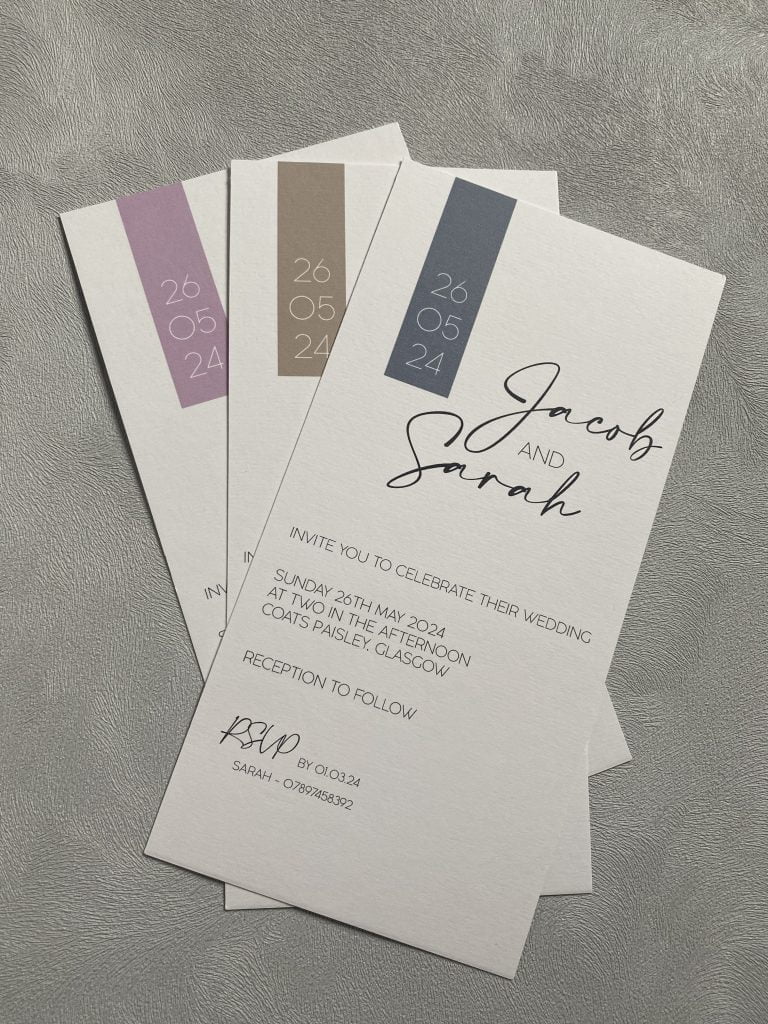 26
05
24
26
05
24
26
05
24
Jacob
AND
Sarah
INVITE YOU TO CELEBRATE THEIR WEDDING
SUNDAY 26TH MAY 2024
AT TWO IN THE AFTERNOON
COATS PAISLEY, GLASGOW
RECEPTION TO FOLLOW
RSVP BY 01.03.24
SARAH - 07897458392